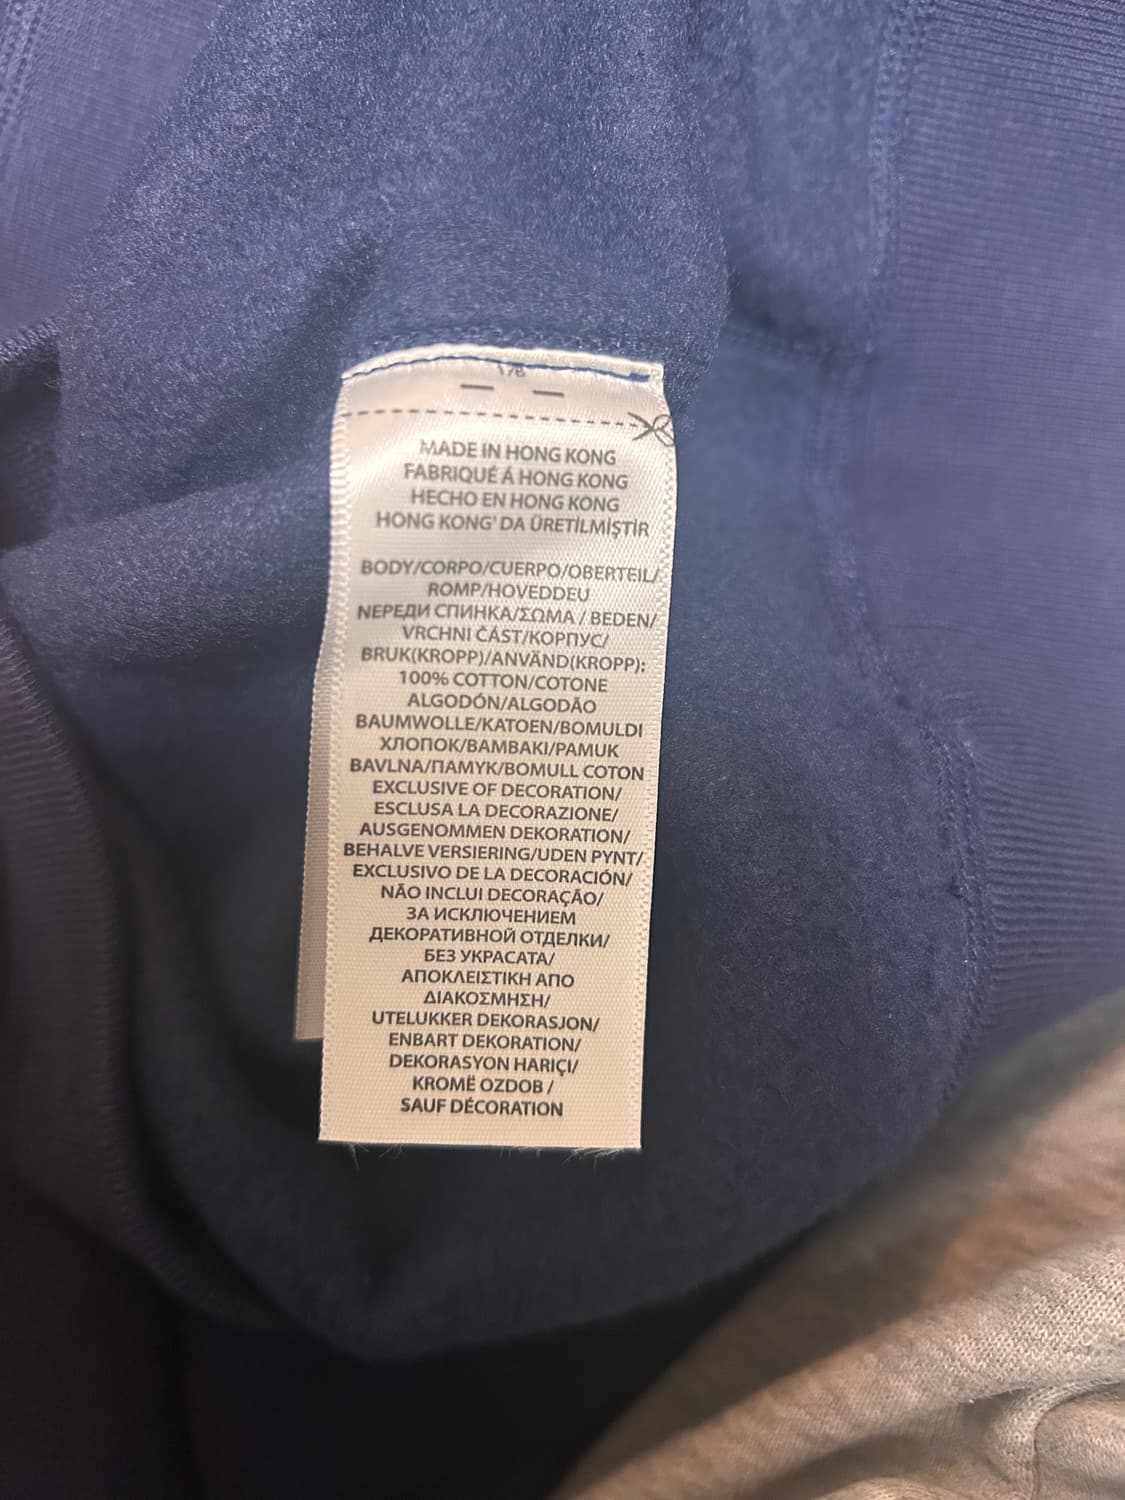 MADE IN HONG KONG
FABRIQUÉ Á HONG KONG
HECHO EN HONG KONG
HONG KONG' DA ÜRETİLMİŞTİR
BODY/CORPO/CUERPO/OBERTEIL/
ROMP/HOVEDDEU
NЕРЕДИ СПИНКА/ΣΩΜΑ / BEDEN/
VRCHNI ČÁST/КОРПУС/
BRUK(KROPP)/ANVÄND(KROPP):
100% COTTON/COTONE
ALGODÓN/ALGODÃO
BAUMWOLLE/KATOEN/BOMULDI
ХЛОПОК/BAMBAKI/PAMUK
BAVLNA/ПАМУК/BOMULL COTON
EXCLUSIVE OF DECORATION/
ESCLUSA LA DECORAZIONE/
AUSGENOMMEN DEKORATION/
BEHALVE VERSIERING/UDEN PYNT/
EXCLUSIVO DE LA DECORACIÓN/
NÃO INCLUI DECORAÇÃO/
ЗА ИСКЛЮЧЕНИЕМ
ДЕКОРАТИВНОЙ ОТДЕЛКИ/
БЕЗ УКРАСАТА/
ΑΠΟΚΛΕΙΣΤΙΚΗ ΑΠΟ
ΔΙΑΚΟΣΜΗΣΗ/
UTELUKKER DEKORASJON/
ENBART DEKORATION/
DEKORASYON HARIÇI/
KROMĚ OZDOB /
SAUF DÉCORATION